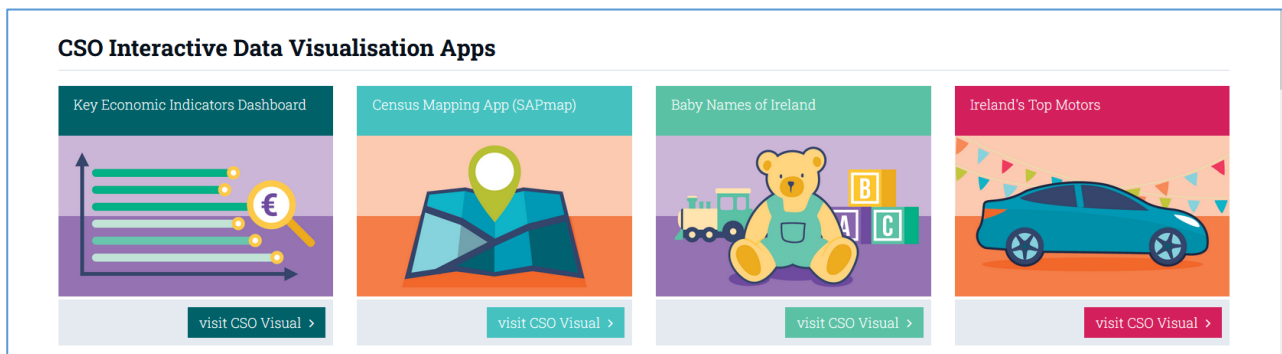 CSO Interactive Data Visualisation Apps
Key Economic Indicators Dashboard
Census Mapping App (SAPmap)
Baby Names of Ireland
Ireland's Top Motors
€
B
A C
visit CSO Visual >
visit CSO Visual >
visit CSO Visual >
visit CSO Visual >